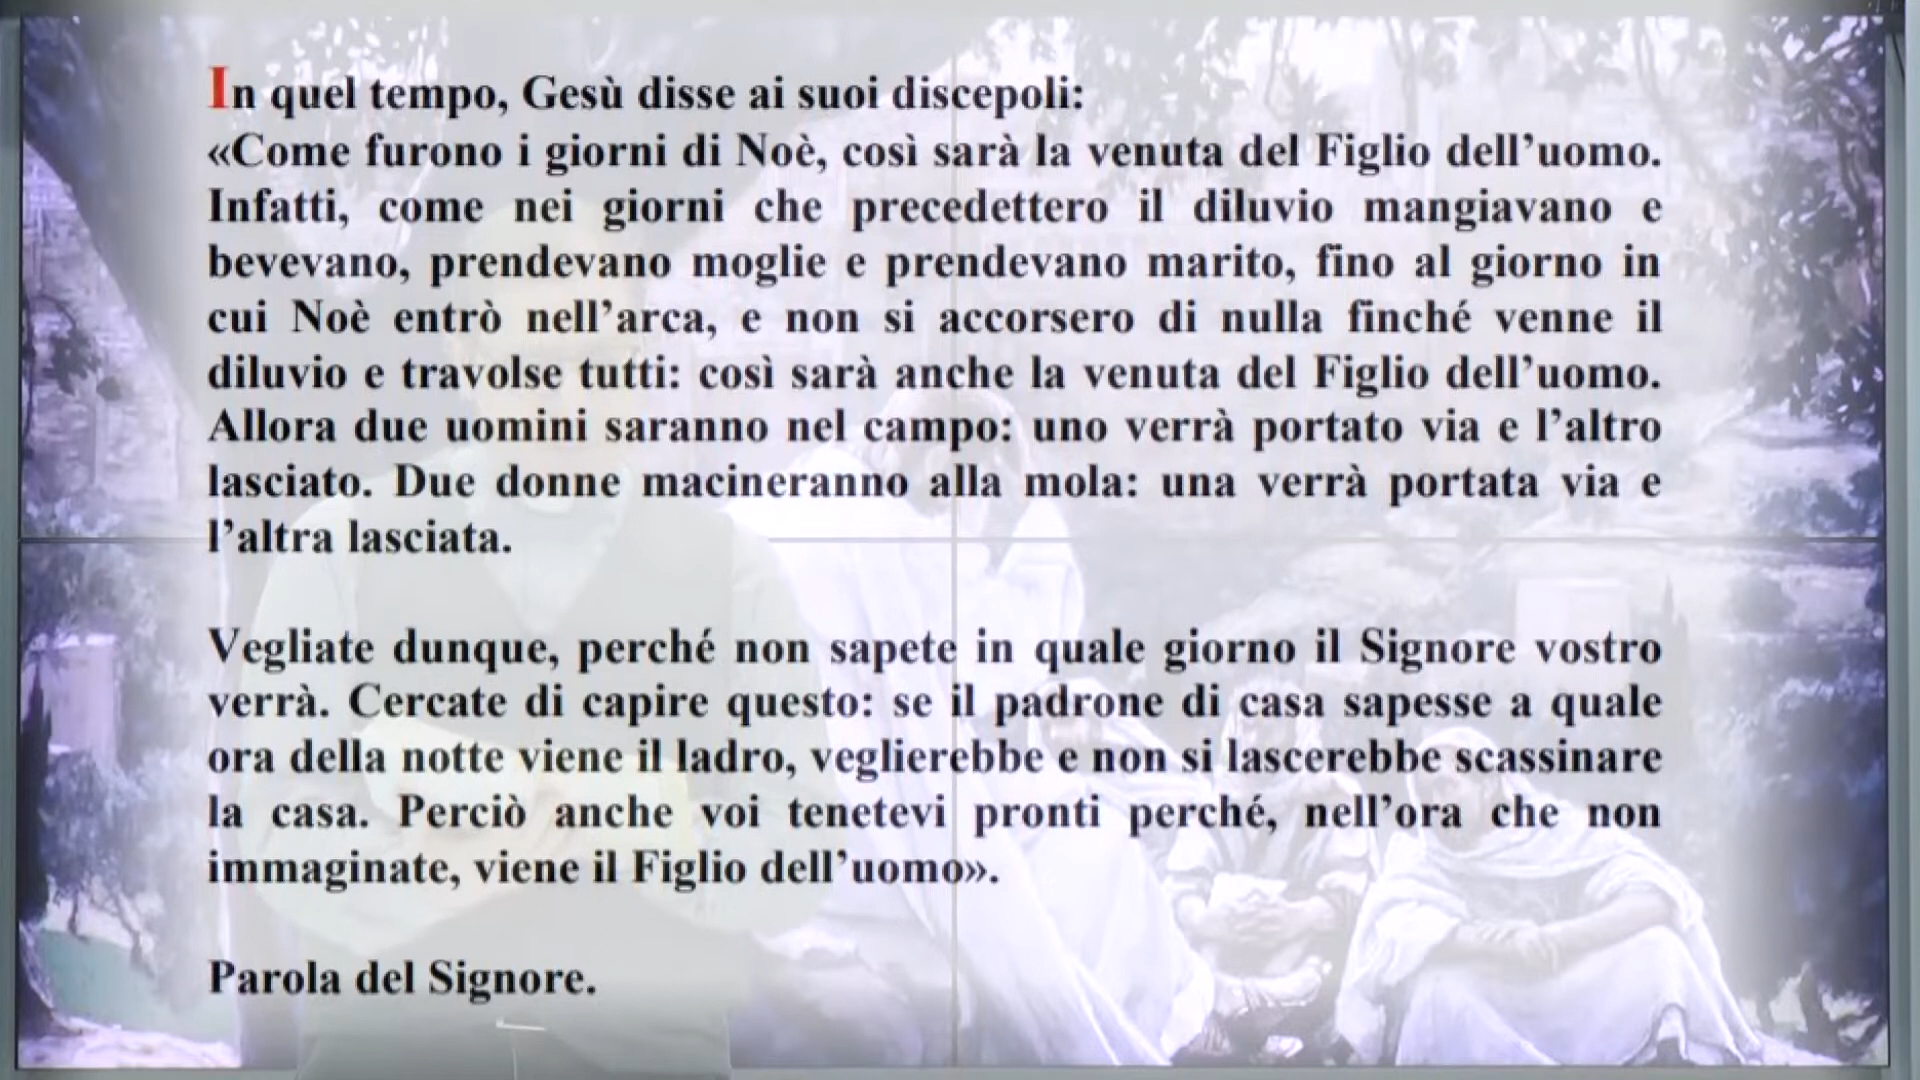 In quel tempo, Gesù disse ai suoi discepoli:
«Come furono i giorni di Noè, così sarà la venuta del Figlio dell’uomo.
Infatti, come nei giorni che precedettero il diluvio mangiavano e
bevevano, prendevano moglie e prendevano marito, fino al giorno in
cui Noè entrò nell’arca, e non si accorsero di nulla finché venne il
diluvio e travolse tutti: così sarà anche la venuta del Figlio dell’uomo.
Allora due uomini saranno nel campo: uno verrà portato via e l’altro
lasciato. Due donne macineranno alla mola: una verrà portata via e
l’altra lasciata.
Vegliate dunque, perché non sapete in quale giorno il Signore vostro
verrà. Cercate di capire questo: se il padrone di casa sapesse a quale
ora della notte viene il ladro, veglierebbe e non si lascerebbe scassinare
la casa. Perciò anche voi tenetevi pronti perché, nell’ora che non
immaginate, viene il Figlio dell’uomo».
Parola del Signore.